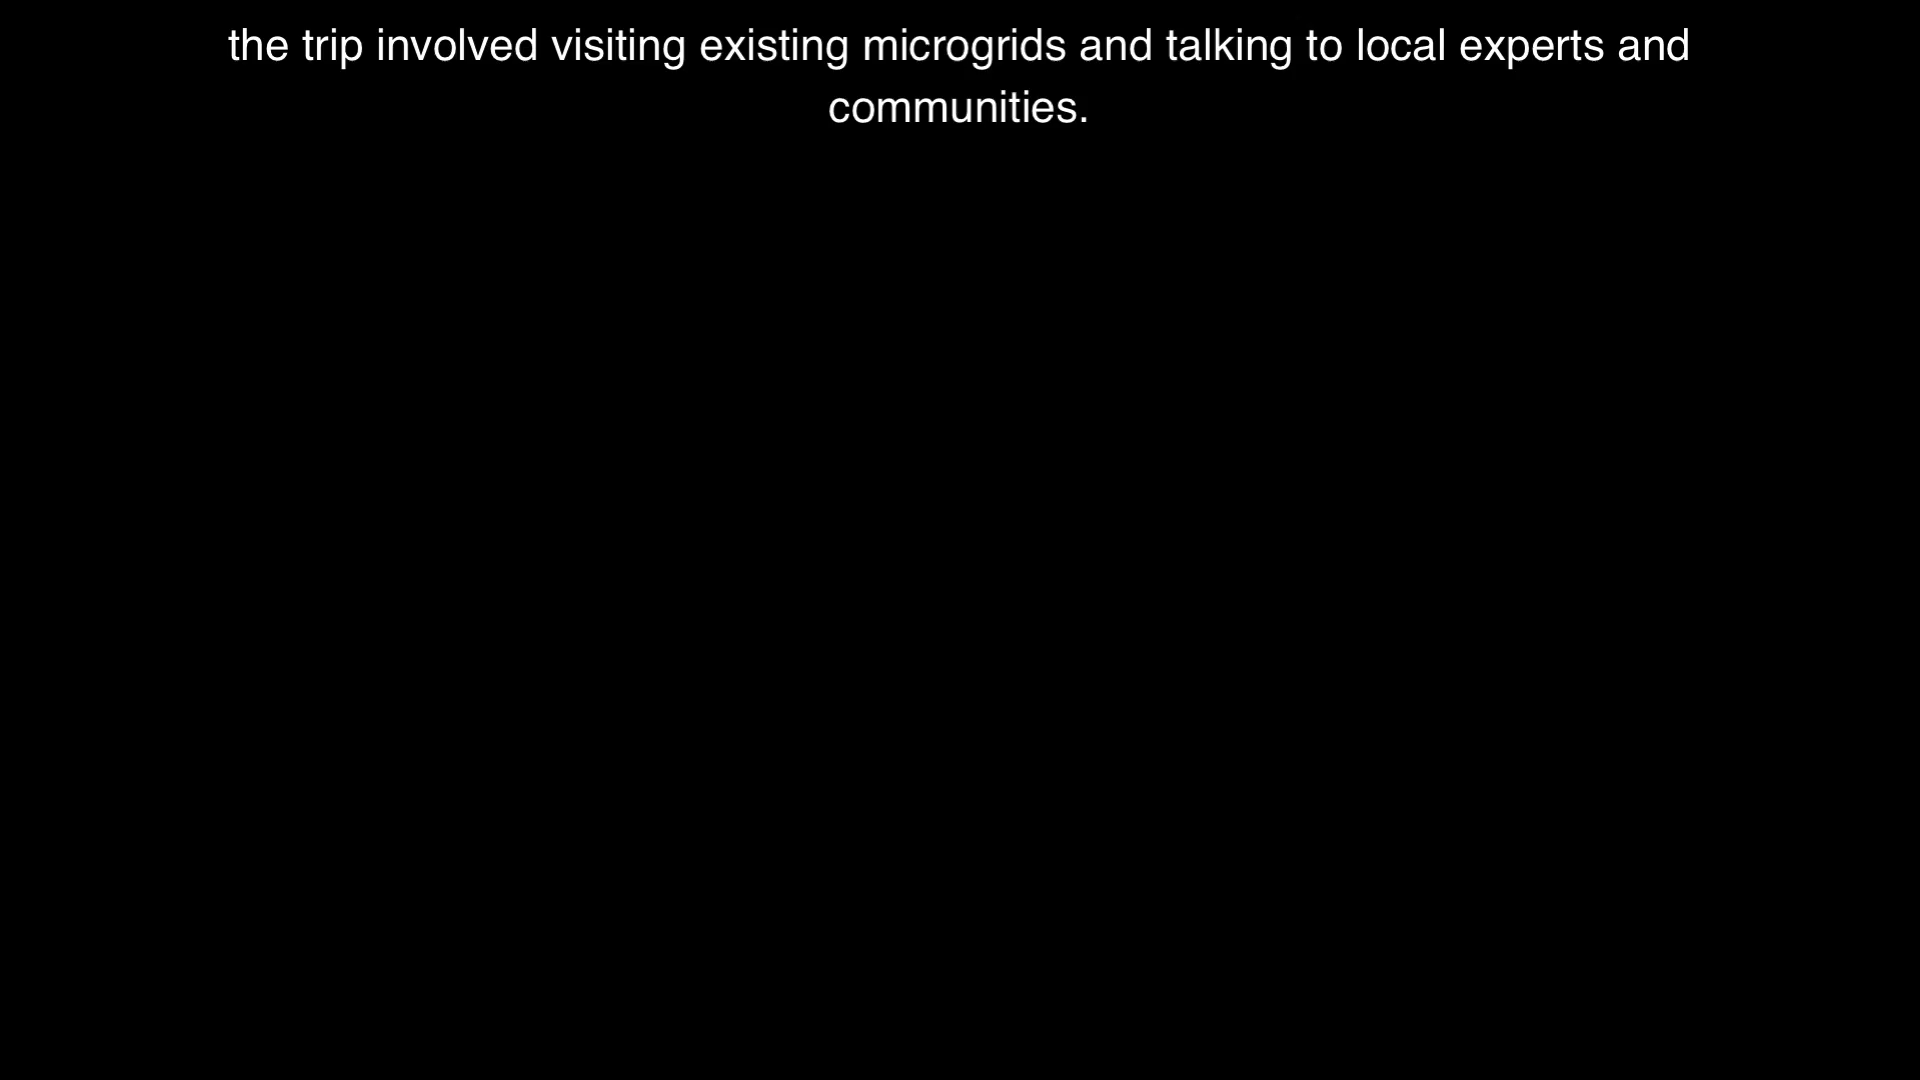 the trip involved visiting existing microgrids and talking to local experts and
communities.